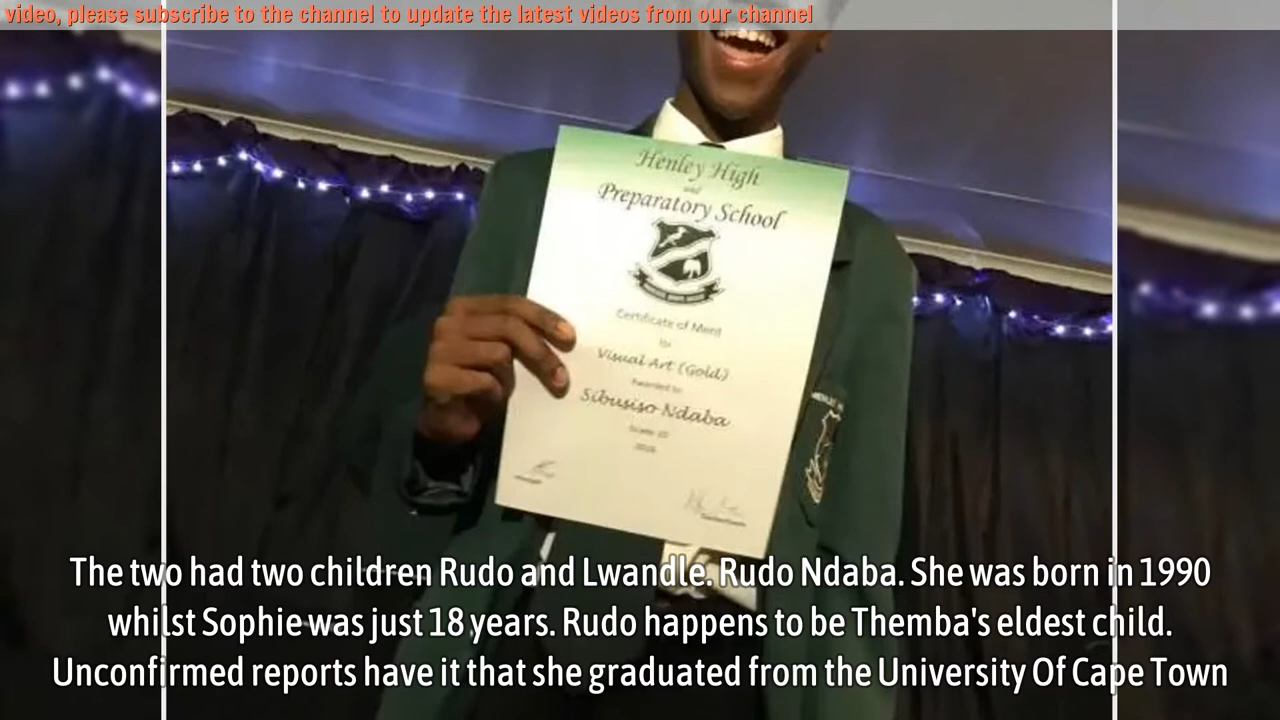 video, please subscribe to the channel to update the latest videos from our channel
Henley High
and
Preparatory School
Certificate of Merit
for
Visual Art (Gold)
Awarded to
Sibusiso Ndaba
The two had two children Rudo and Lwandle. Rudo Ndaba. She was born in 1990
whilst Sophie was just 18 years. Rudo happens to be Themba's eldest child.
Unconfirmed reports have it that she graduated from the University Of Cape Town